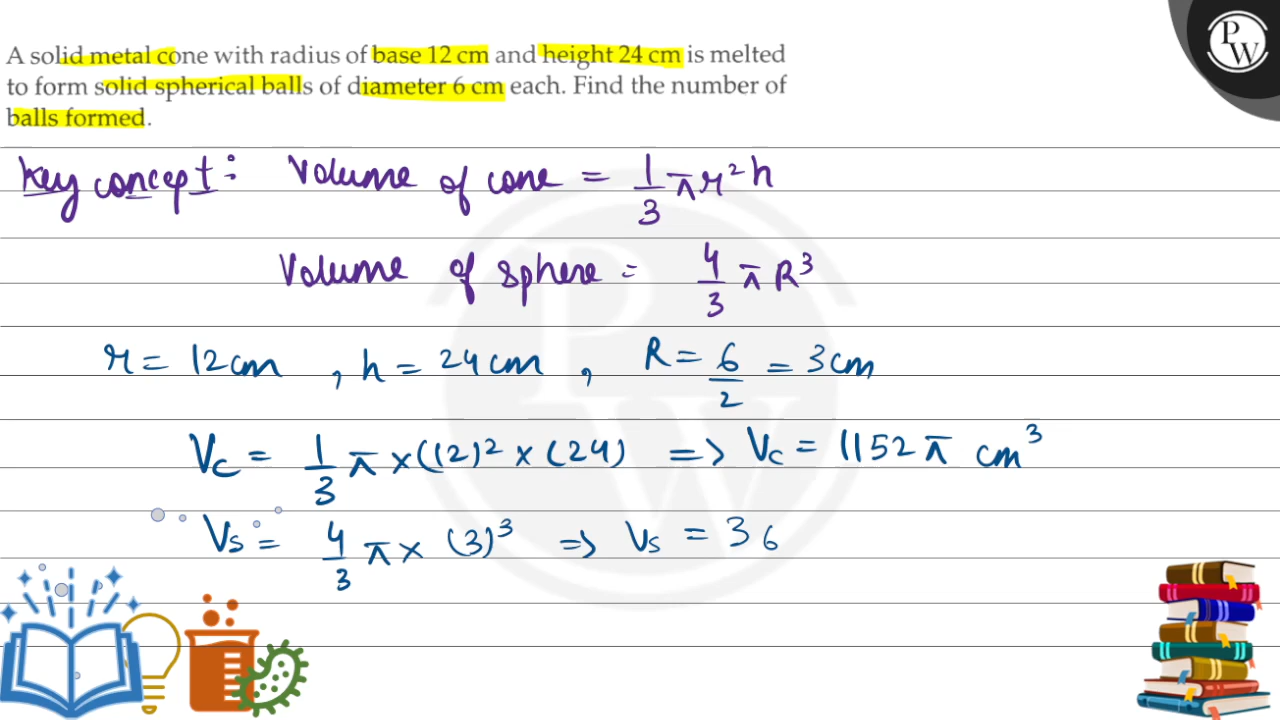 A solid metal cone with radius of base 12 cm and height 24 cm is melted
to form solid spherical balls of diameter 6 cm each. Find the number of
balls formed.
Key concept: Volume of cone = 1/3 πr²h
Volume of sphere = 4/3 πR³
r = 12cm , h = 24cm , R = 6/2 = 3cm
Vc = 1/3 π × (12)² × (24) => Vc = 1152π cm³
Vs = 4/3 π × (3)³ => Vs = 36
PW